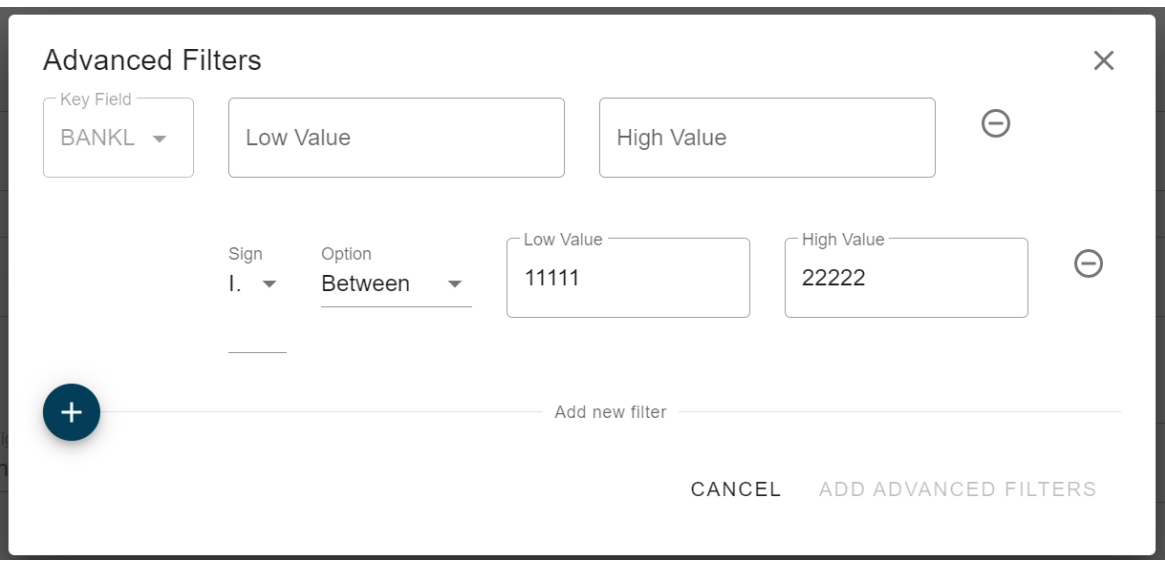 Advanced Filters
Key Field
BANKL
Low Value
High Value
Sign
I.
Option
Between
Low Value
11111
High Value
22222
Add new filter
CANCEL
ADD ADVANCED FILTERS